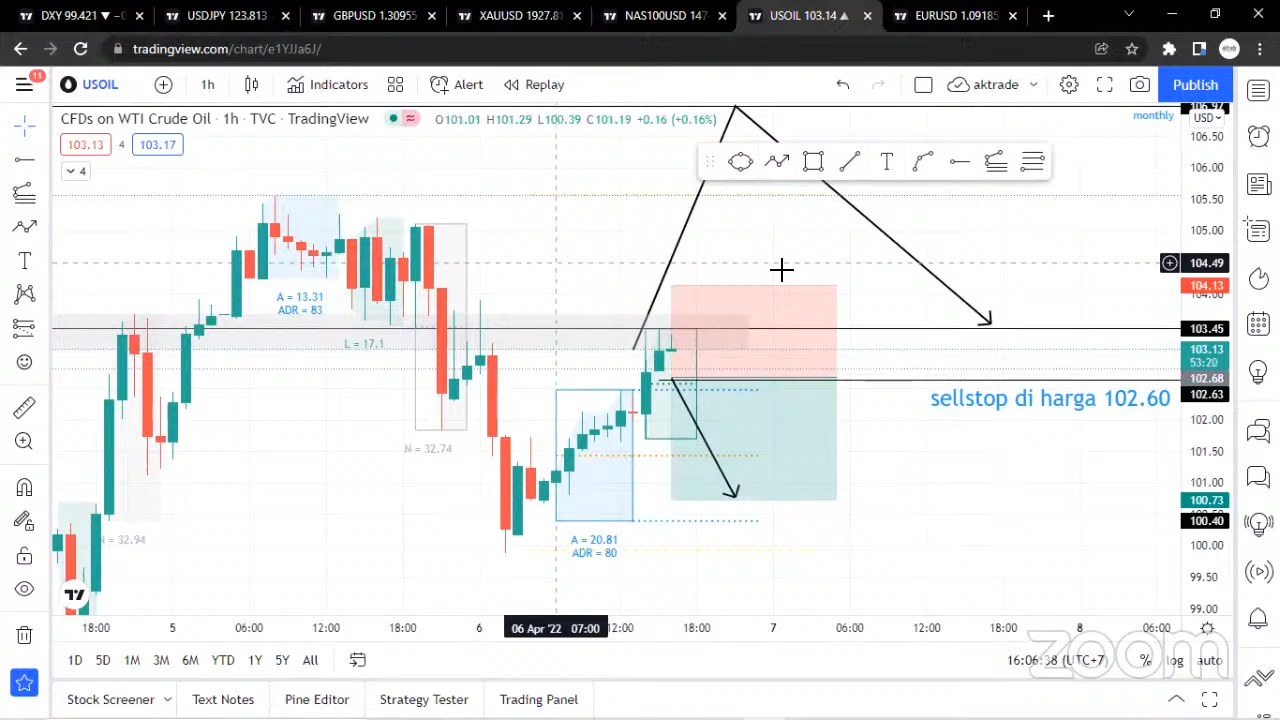 DXY 99.421 ▼ −0
USDJPY 123.813
GBPUSD 1.30955
XAUUSD 1927.81
NAS100USD 147
USOIL 103.14 ▲
EURUSD 1.09185
tradingview.com/chart/e1YJJa6J/
11
USOIL
1h
Indicators
Alert
Replay
aktrade
Publish
CFDs on WTI Crude Oil · 1h · TVC · TradingView
O101.01 H101.29 L100.39 C101.19 +0.16 (+0.16%)
monthly
106.97
USD
103.13
4
103.17
4
106.50
106.00
105.50
105.00
104.49
104.13
104.00
103.45
103.13
53:20
102.68
102.63
102.00
101.50
101.00
100.73
100.40
100.00
99.50
99.00
A = 13.31
ADR = 83
L = 17.1
N = 32.74
N = 32.94
A = 20.81
ADR = 80
sellstop di harga 102.60
18:00
5
06:00
12:00
18:00
6
06 Apr '22 07:00
12:00
18:00
7
06:00
12:00
18:00
8
06:00
1D
5D
1M
3M
6M
YTD
1Y
5Y
All
16:06:38 (UTC+7)
%
log
auto
zoom
Stock Screener
Text Notes
Pine Editor
Strategy Tester
Trading Panel